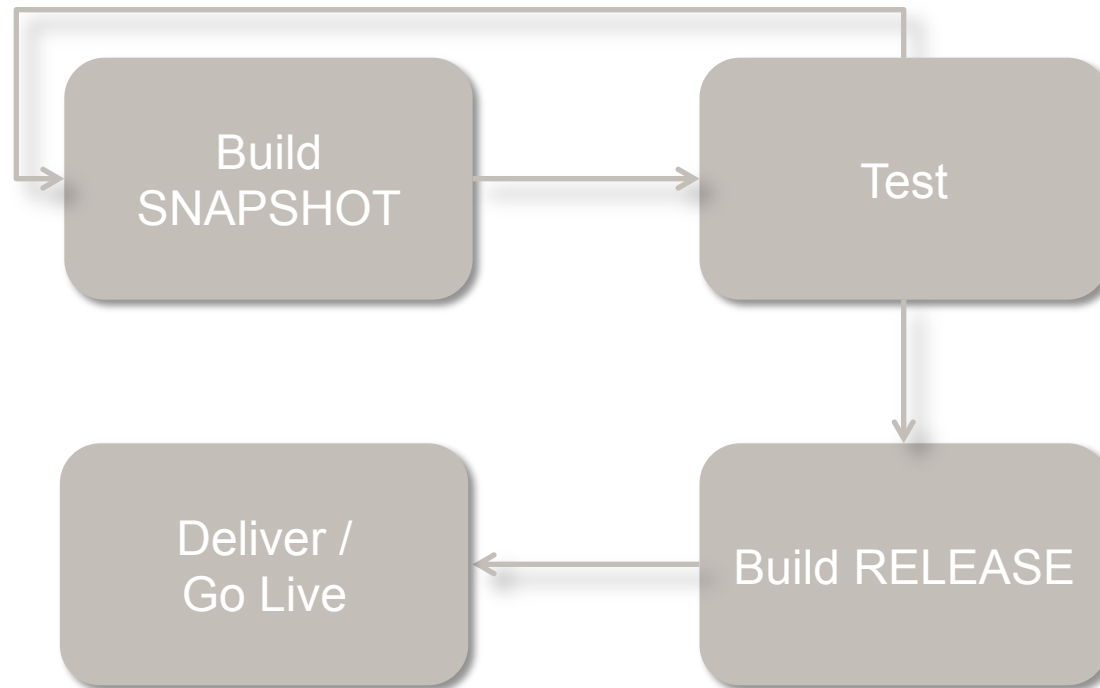 Build
SNAPSHOT
Test
Deliver /
Go Live
Build RELEASE